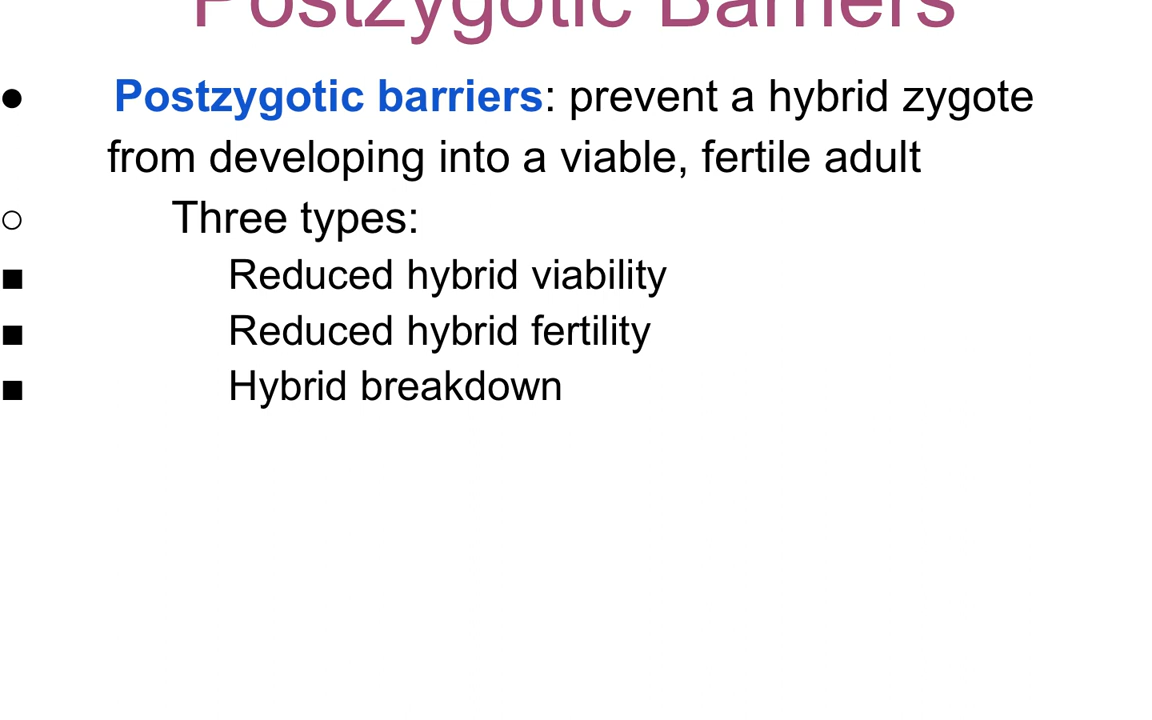 Postzygotic Barriers
● Postzygotic barriers: prevent a hybrid zygote
from developing into a viable, fertile adult
○ Three types:
■ Reduced hybrid viability
■ Reduced hybrid fertility
■ Hybrid breakdown